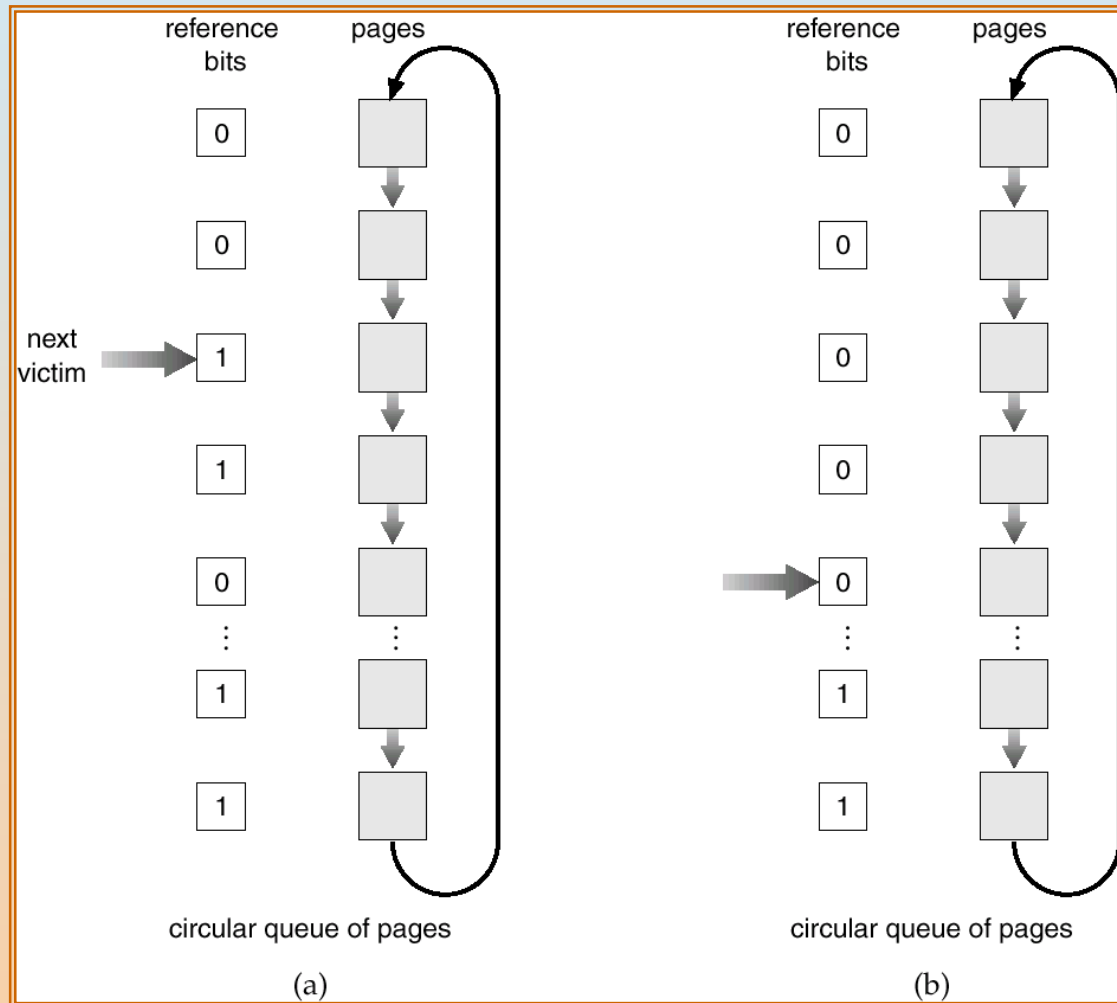 reference bits
pages
0
0
next victim
1
1
0
⋮ ⋮
1
1
circular queue of pages
(a)
reference bits
pages
0
0
0
0
0
⋮ ⋮
1
1
circular queue of pages
(b)